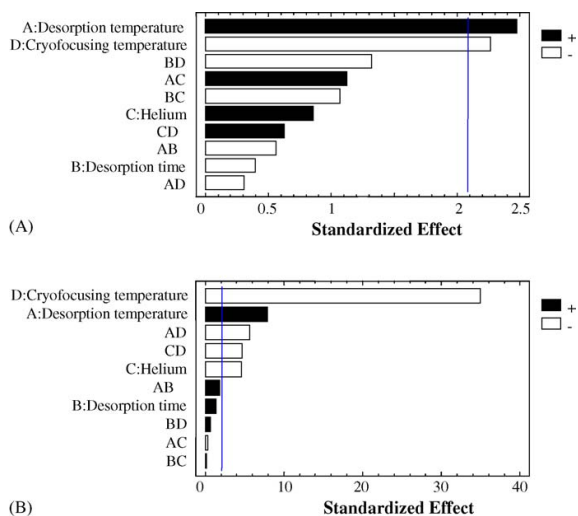 A:Desorption temperature
D:Cryofocusing temperature
BD
AC
BC
C:Helium
CD
AB
B:Desorption time
AD
+
-
0 0.5 1 1.5 2 2.5
(A)
Standardized Effect
D:Cryofocusing temperature
A:Desorption temperature
AD
CD
C:Helium
AB
B:Desorption time
BD
AC
BC
+
-
0 10 20 30 40
(B)
Standardized Effect